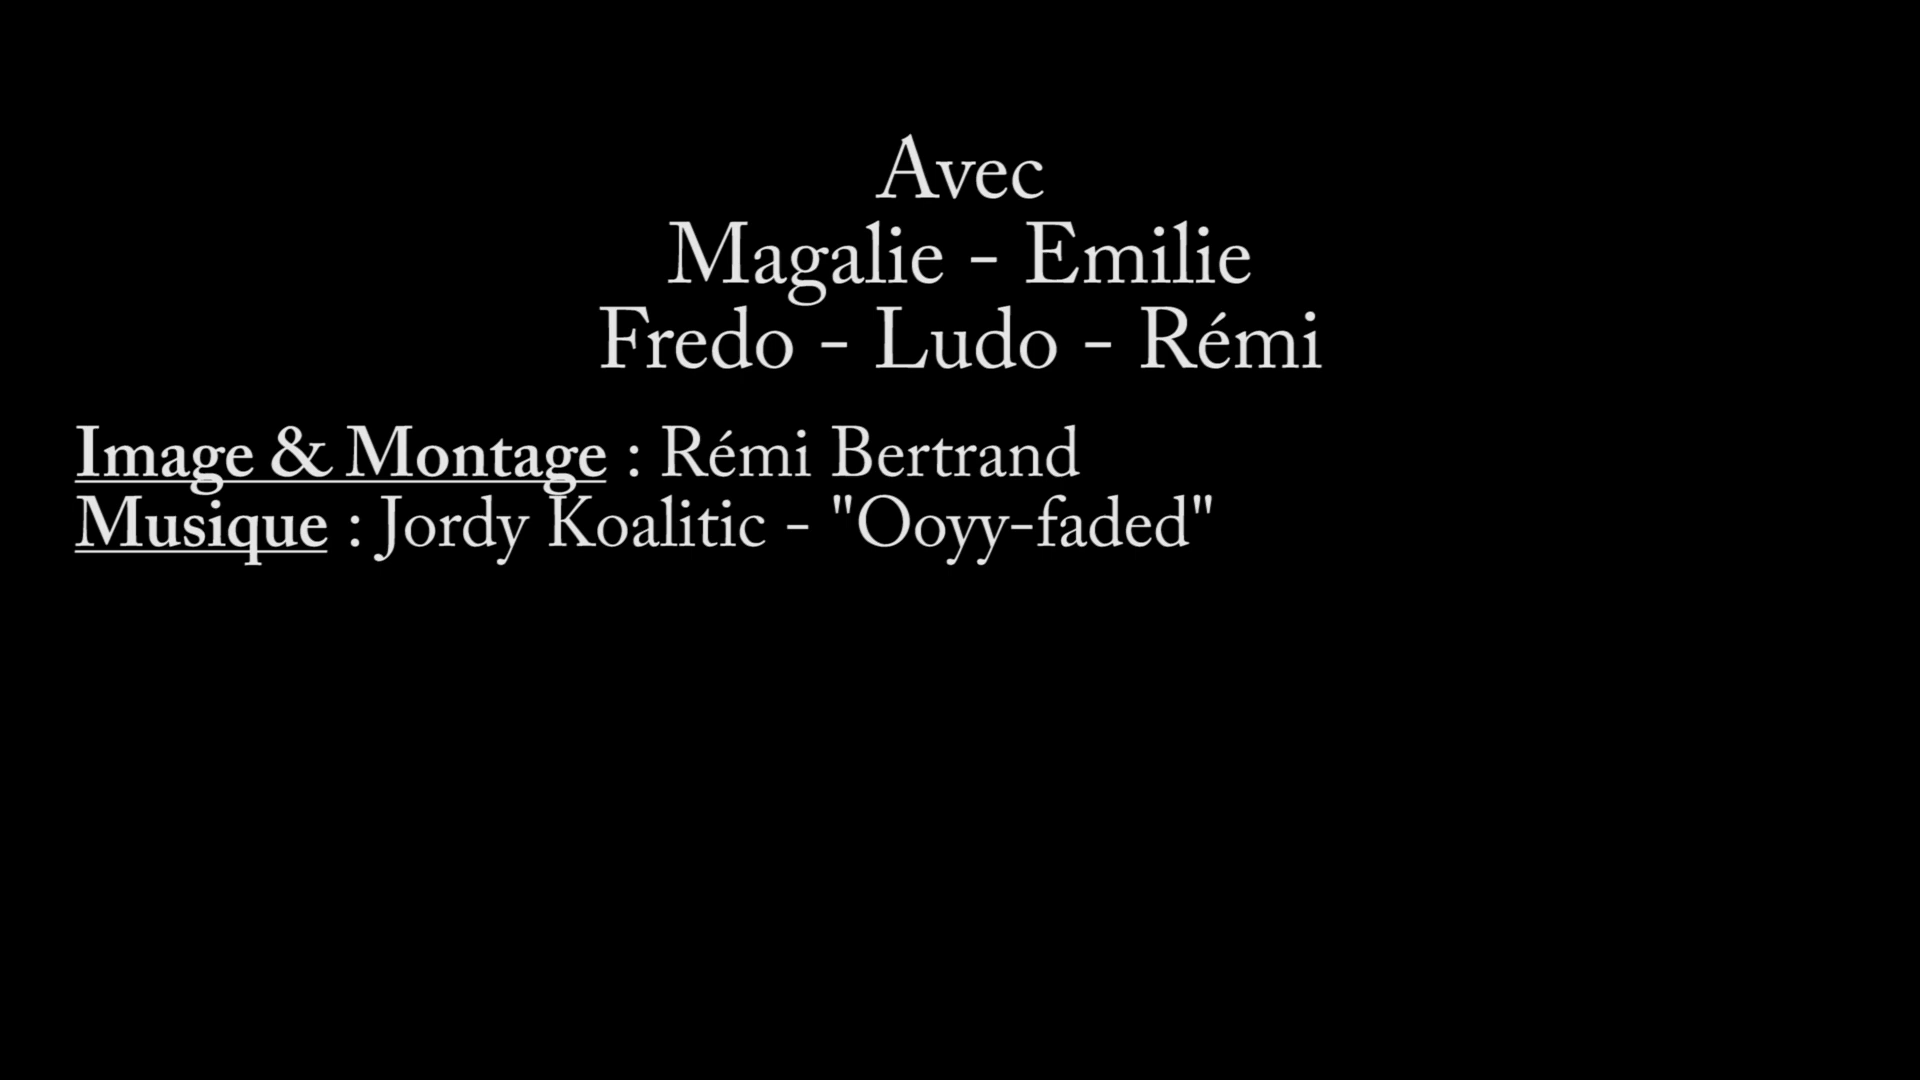 Avec
Magalie - Emilie
Fredo - Ludo - Rémi
Image & Montage : Rémi Bertrand
Musique : Jordy Koalitic - "Ooyy-faded"